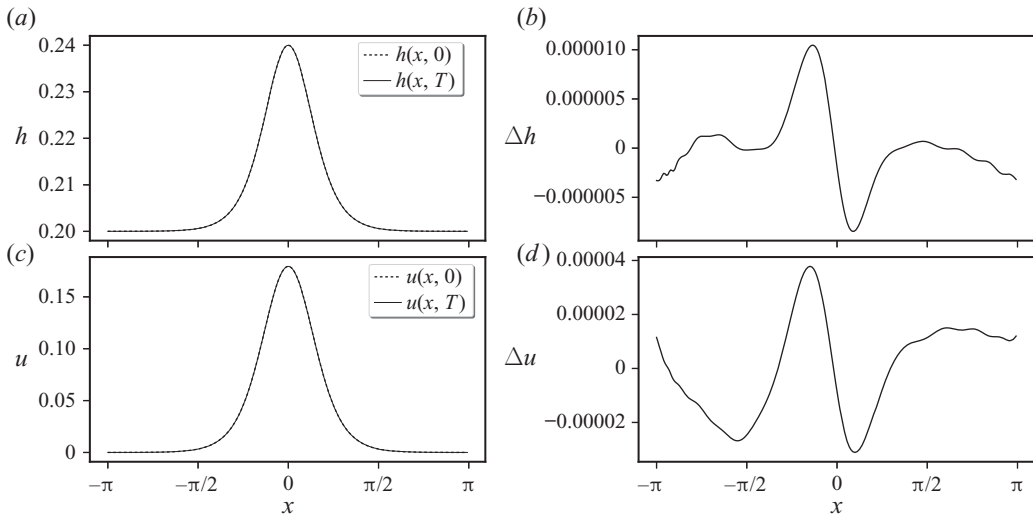 (a)
0.24
0.23
h
0.22
0.21
0.20
h(x, 0)
h(x, T)
(b)
0.000010
0.000005
Δh
0
−0.000005
(c)
0.15
u
0.10
0.05
0
u(x, 0)
u(x, T)
−π
−π/2
0
π/2
π
x
(d)
0.00004
0.00002
Δu
0
−0.00002
−π
−π/2
0
π/2
π
x